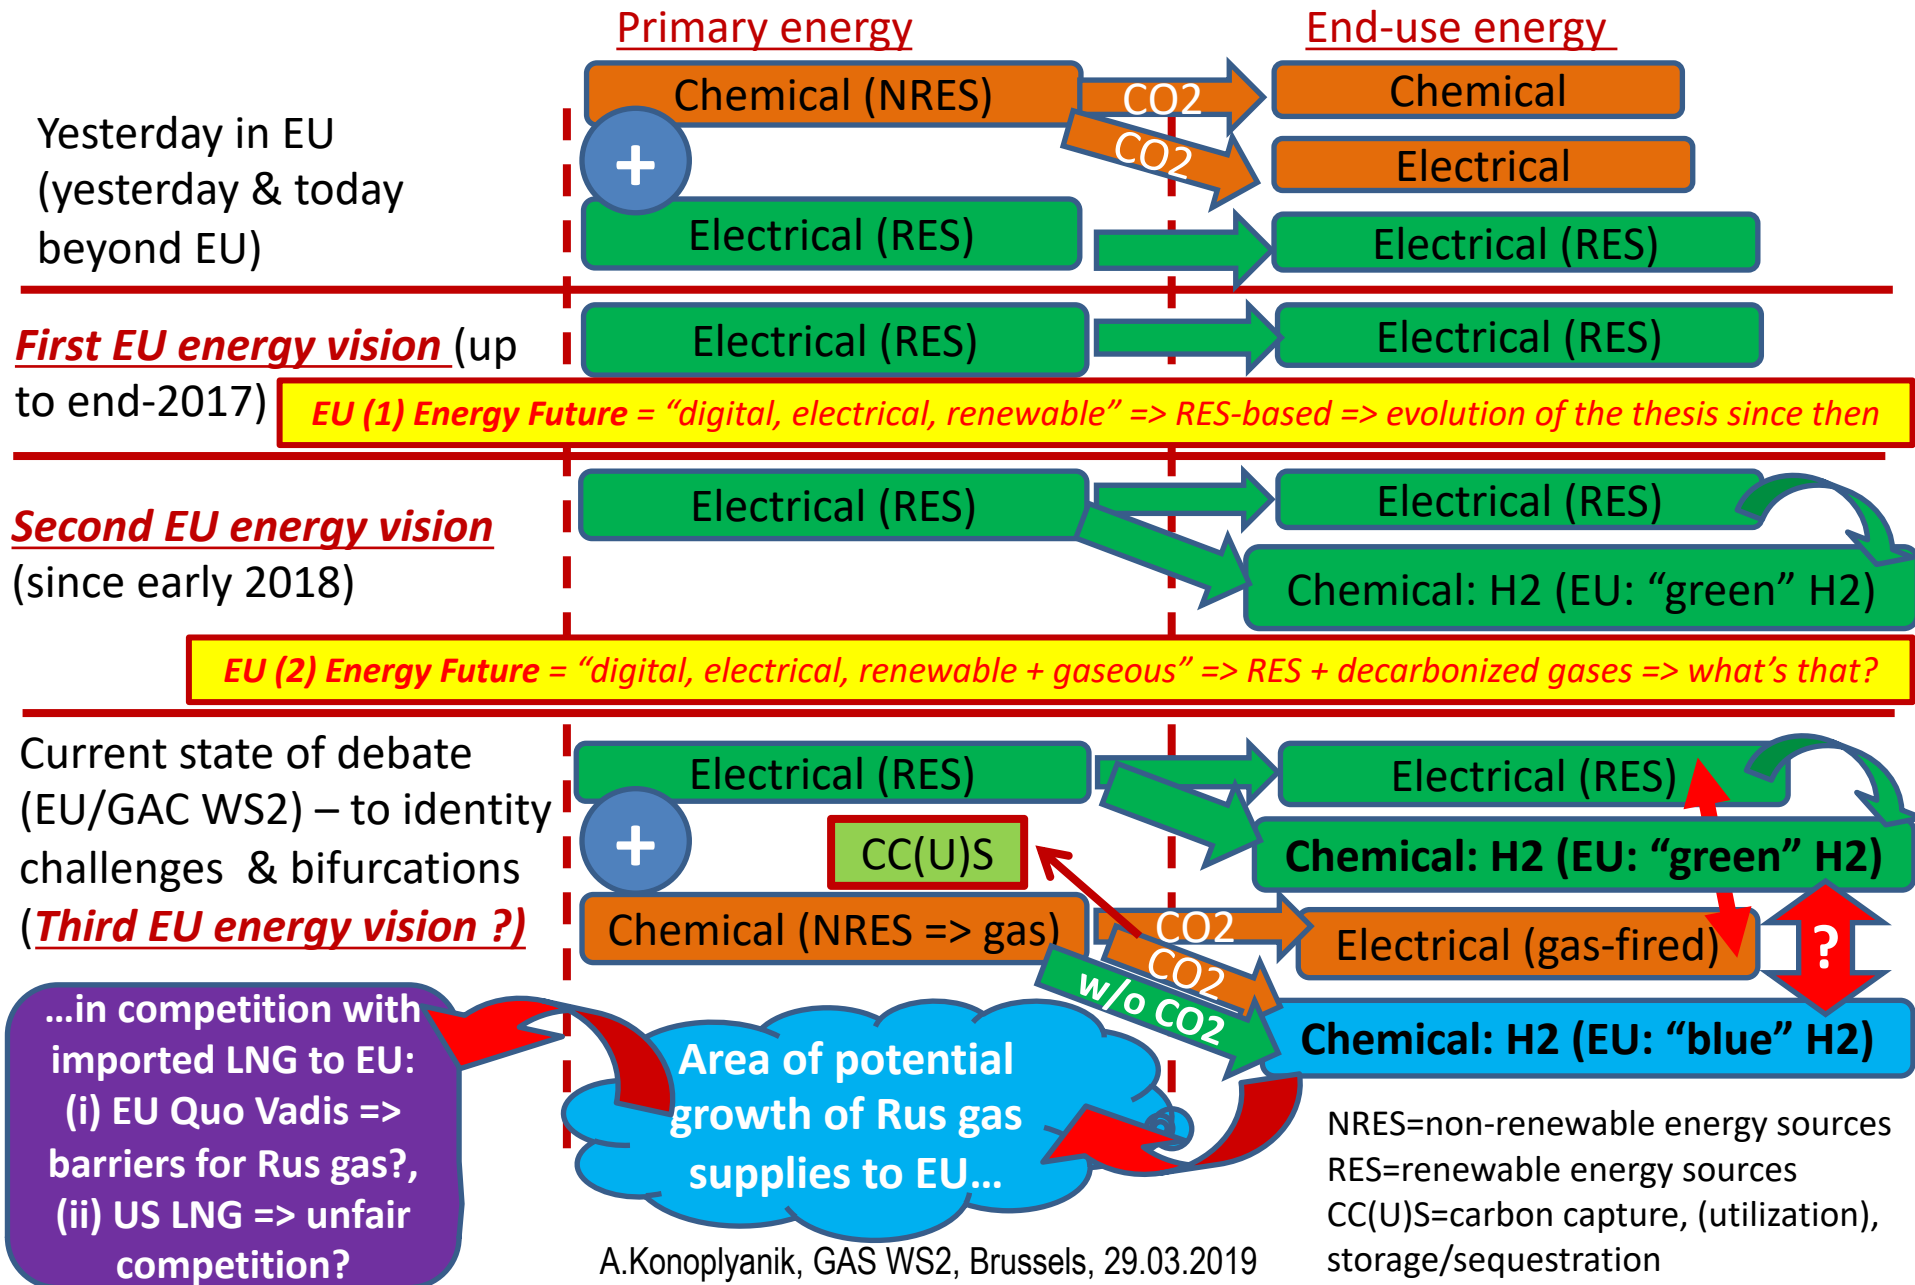 Primary energy
End-use energy
Yesterday in EU
(yesterday & today
beyond EU)
Chemical (NRES)
CO2
Chemical
CO2
Electrical
+
Electrical (RES)
Electrical (RES)
First EU energy vision (up
to end-2017)
Electrical (RES)
Electrical (RES)
EU (1) Energy Future = “digital, electrical, renewable” => RES-based => evolution of the thesis since then
Second EU energy vision
(since early 2018)
Electrical (RES)
Electrical (RES)
Chemical: H2 (EU: “green” H2)
EU (2) Energy Future = “digital, electrical, renewable + gaseous” => RES + decarbonized gases => what’s that?
Current state of debate
(EU/GAC WS2) – to identity
challenges & bifurcations
(Third EU energy vision ?)
Electrical (RES)
Electrical (RES)
+
CC(U)S
Chemical: H2 (EU: “green” H2)
Chemical (NRES => gas)
CO2
Electrical (gas-fired)
?
CO2
w/o CO2
Chemical: H2 (EU: “blue” H2)
…in competition with
imported LNG to EU:
(i) EU Quo Vadis =>
barriers for Rus gas?,
(ii) US LNG => unfair
competition?
Area of potential
growth of Rus gas
supplies to EU…
NRES=non-renewable energy sources
RES=renewable energy sources
CC(U)S=carbon capture, (utilization),
storage/sequestration
A.Konoplyanik, GAS WS2, Brussels, 29.03.2019